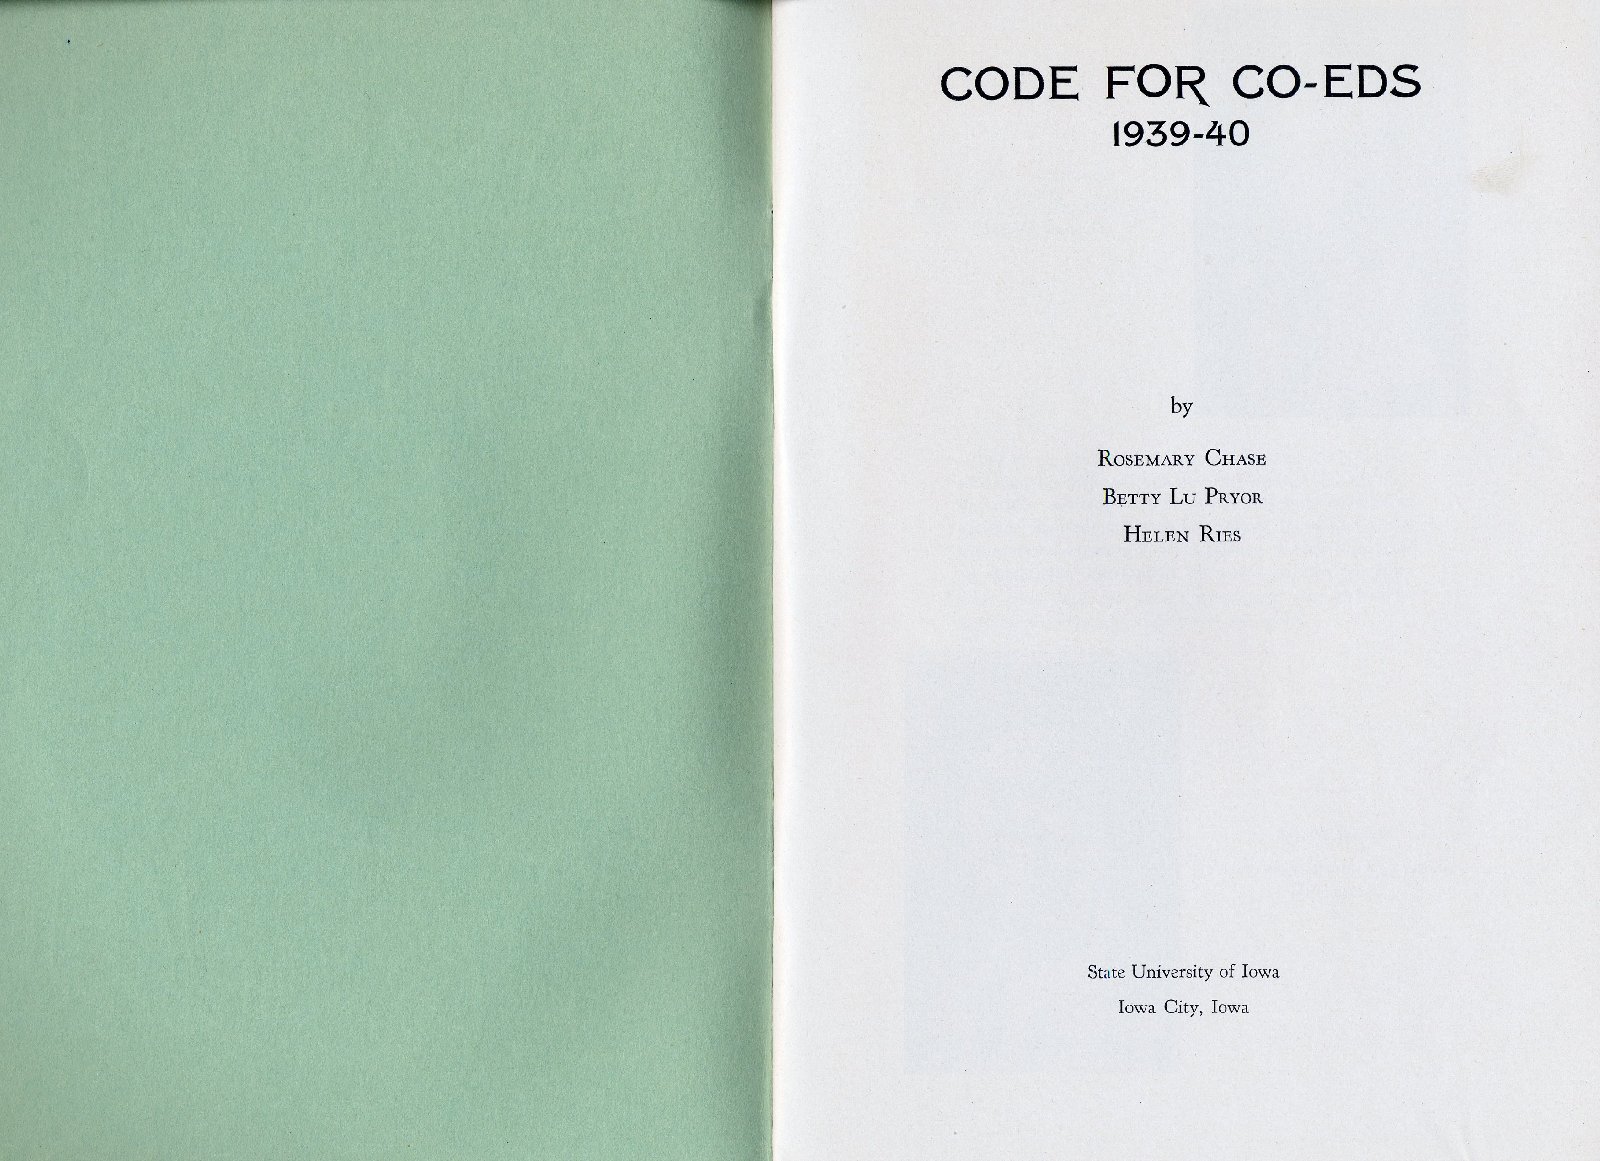 CODE FOR CO-EDS
1939-40
by
ROSEMARY CHASE
BETTY LU PRYOR
HELEN RIES
State University of Iowa
Iowa City, Iowa